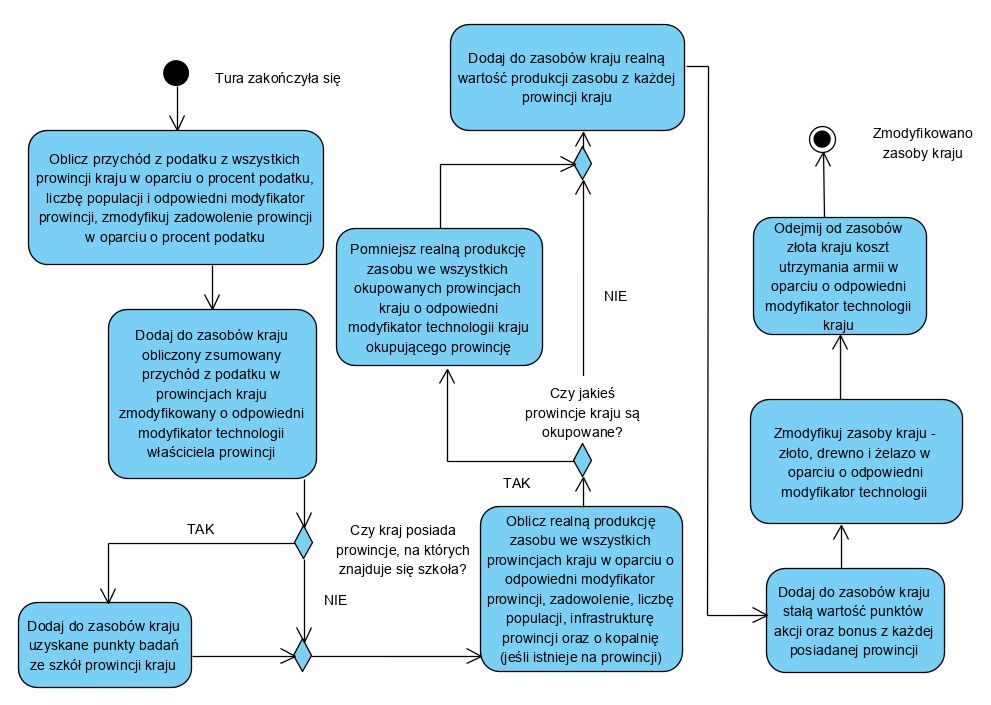 Tura zakończyła się
Oblicz przychód z podatku z wszystkich
prowincji kraju w oparciu o procent podatku,
liczbę populacji i odpowiedni modyfikator
prowincji, zmodyfikuj zadowolenie prowincji
w oparciu o procent podatku
Dodaj do zasobów kraju
obliczony zsumowany
przychód z podatku w
prowincjach kraju
zmodyfikowany o odpowiedni
modyfikator technologii
właściciela prowincji
Czy kraj posiada
prowincje, na których
znajduje się szkoła?
TAK
NIE
Dodaj do zasobów kraju
uzyskane punkty badań
ze szkół prowincji kraju
Oblicz realną produkcję
zasobu we wszystkich
prowincjach kraju w oparciu o
odpowiedni modyfikator
prowincji, zadowolenie, liczbę
populacji, infrastrukturę
prowincji oraz o kopalnię
(jeśli istnieje na prowincji)
Czy jakieś
prowincje kraju są
okupowane?
TAK
NIE
Pomniejsz realną produkcję
zasobu we wszystkich
okupowanych prowincjach
kraju o odpowiedni
modyfikator technologii kraju
okupującego prowincję
Dodaj do zasobów kraju realną
wartość produkcji zasobu z każdej
prowincji kraju
Dodaj do zasobów kraju
stałą wartość punktów
akcji oraz bonus z każdej
posiadanej prowincji
Zmodyfikuj zasoby kraju -
złoto, drewno i żelazo w
oparciu o odpowiedni
modyfikator technologii
Odejmij od zasobów
złota kraju koszt
utrzymania armii w
oparciu o odpowiedni
modyfikator technologii
kraju
Zmodyfikowano
zasoby kraju